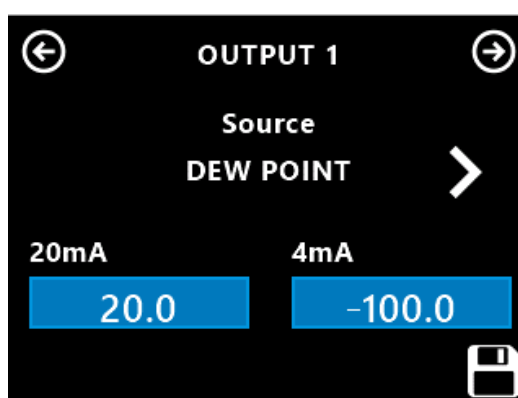 OUTPUT 1
Source
DEW POINT
20mA 4mA
20.0 -100.0